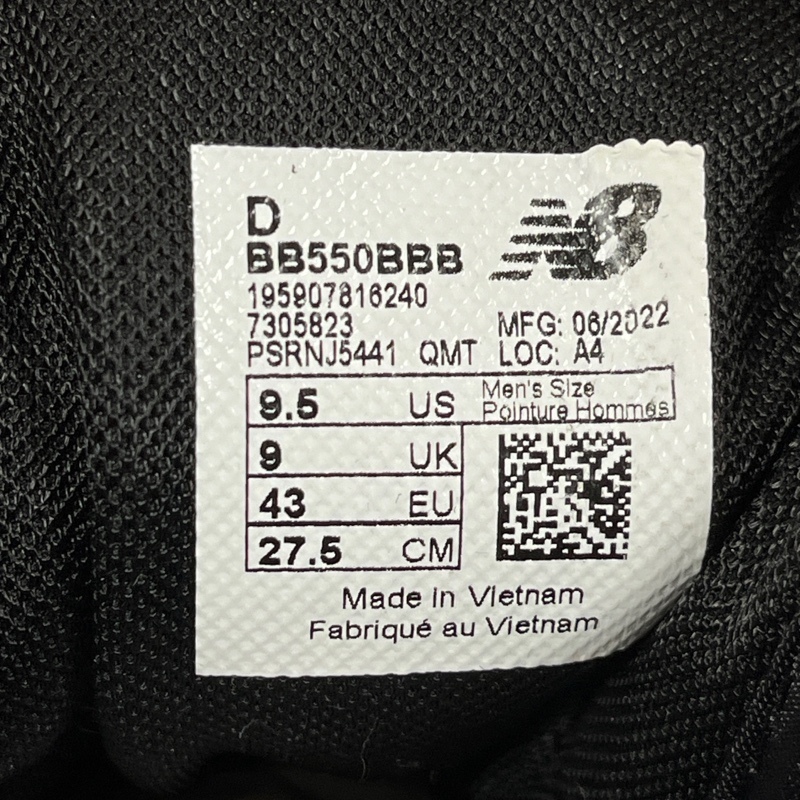 D
BB550BBB
NB
195907816240
7305823 MFG: 06/2022
PSRNJ5441 QMT LOC: A4
9.5 US Men's Size
Pointure Hommes
9 UK
43 EU
27.5 CM
Made in Vietnam
Fabriqué au Vietnam